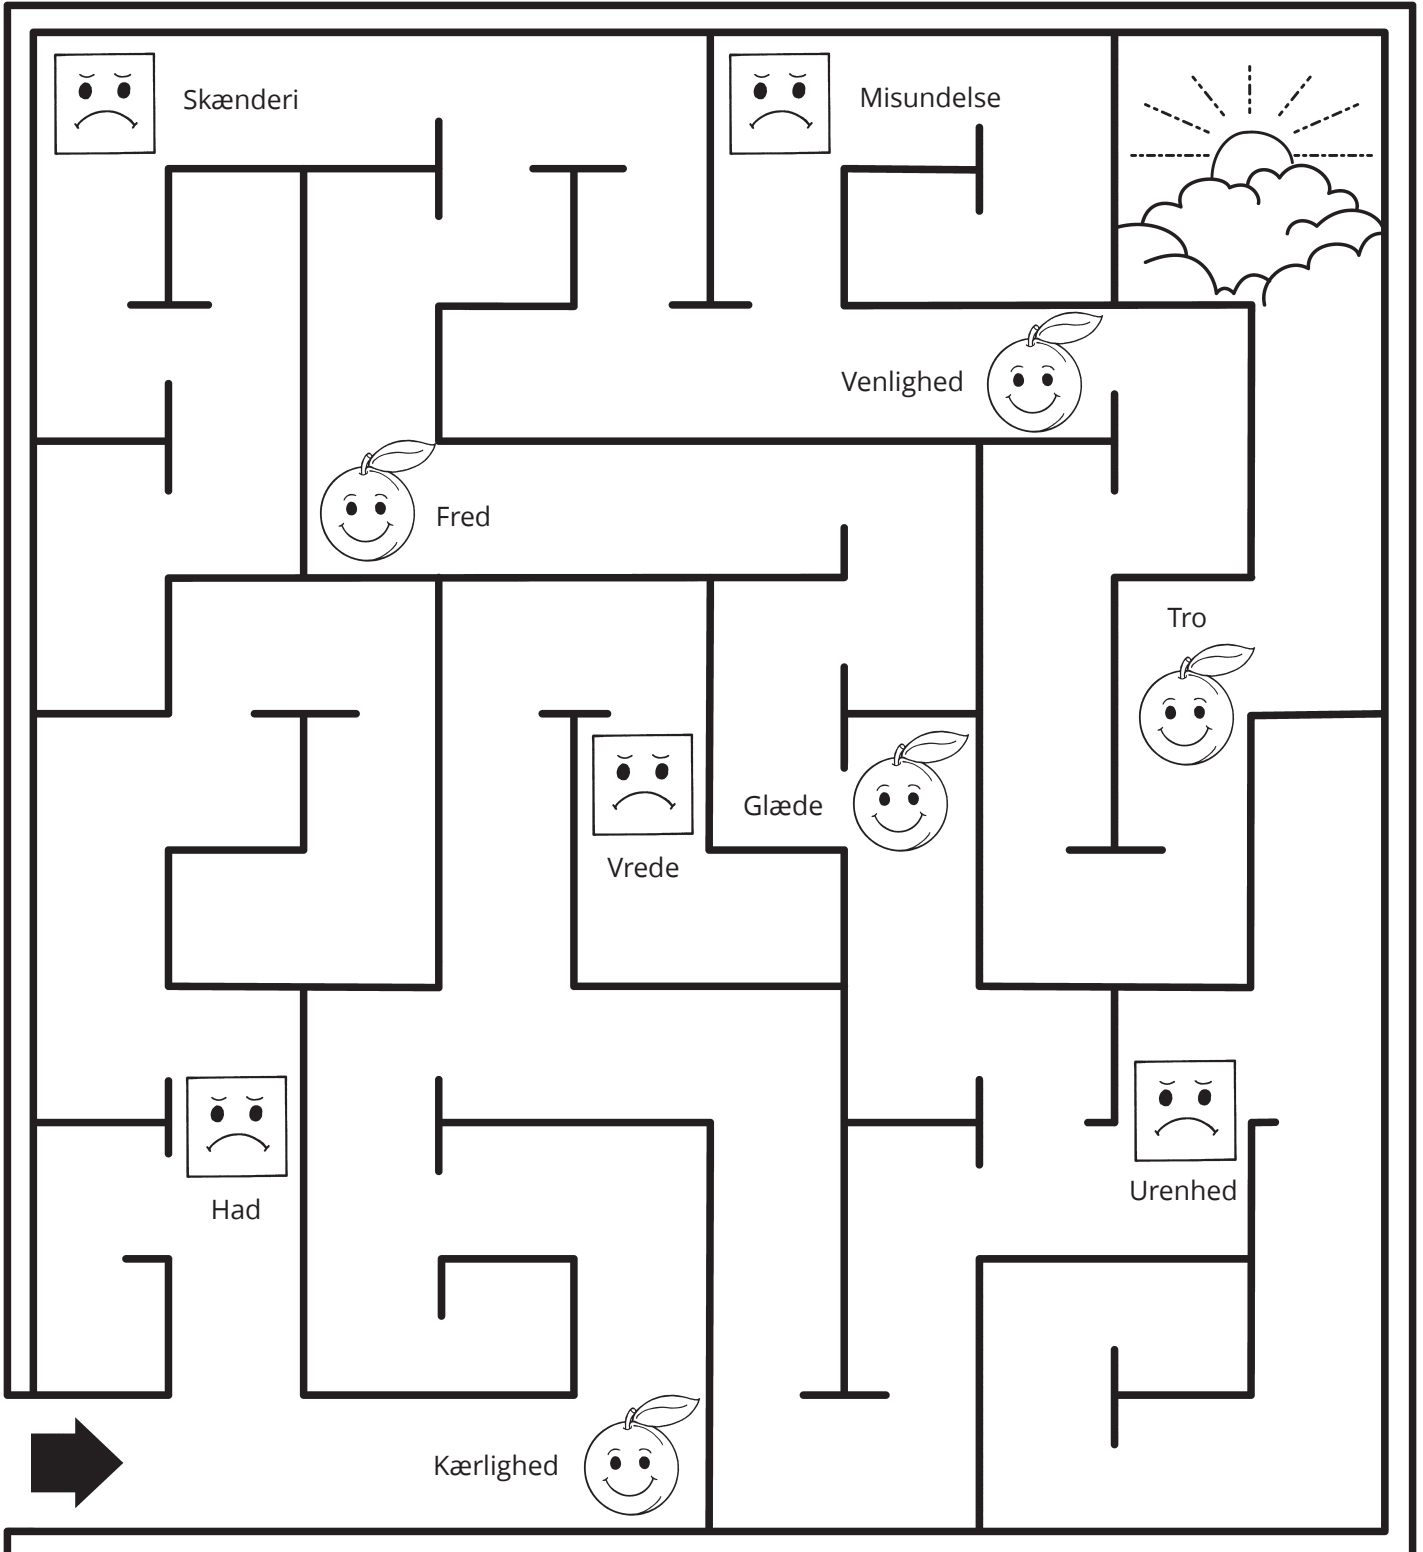 Skænderi
Misundelse
Venlighed
Fred
Tro
Glæde
Vrede
Urenhed
Had
Kærlighed